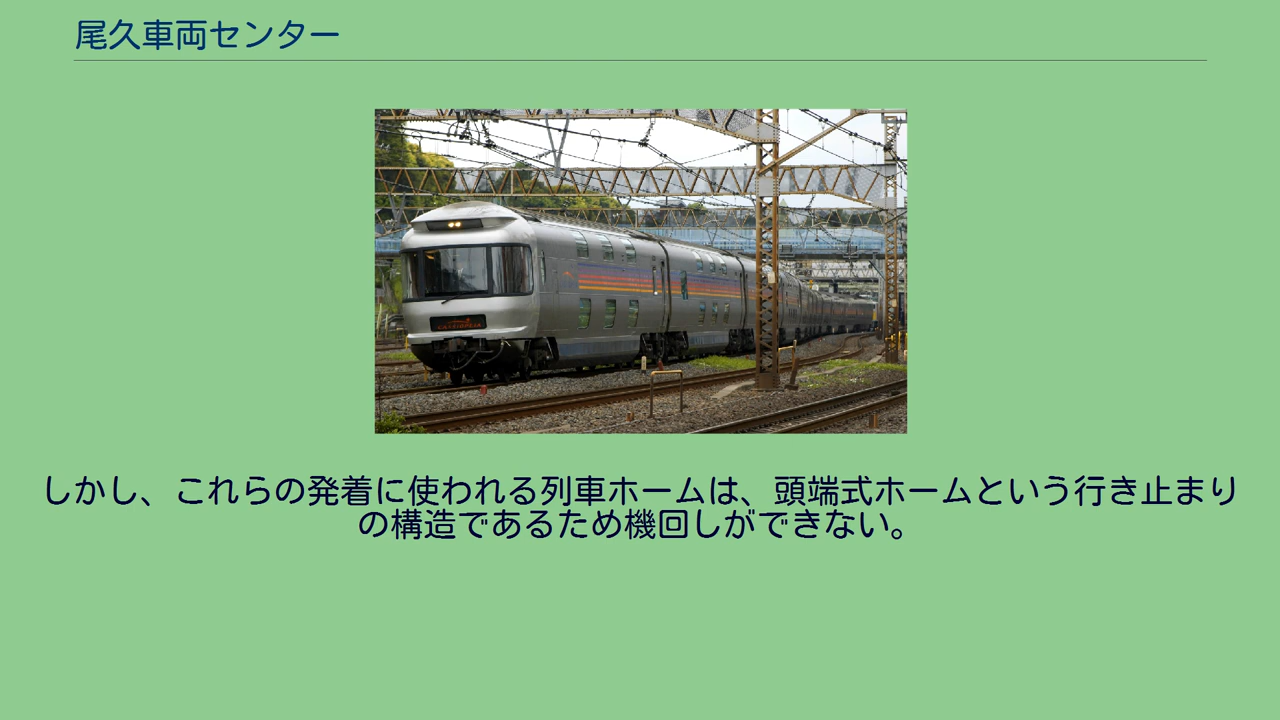 尾久車両センター
しかし、これらの発着に使われる列車ホームは、頭端式ホームという行き止まり
の構造であるため機回しができない。